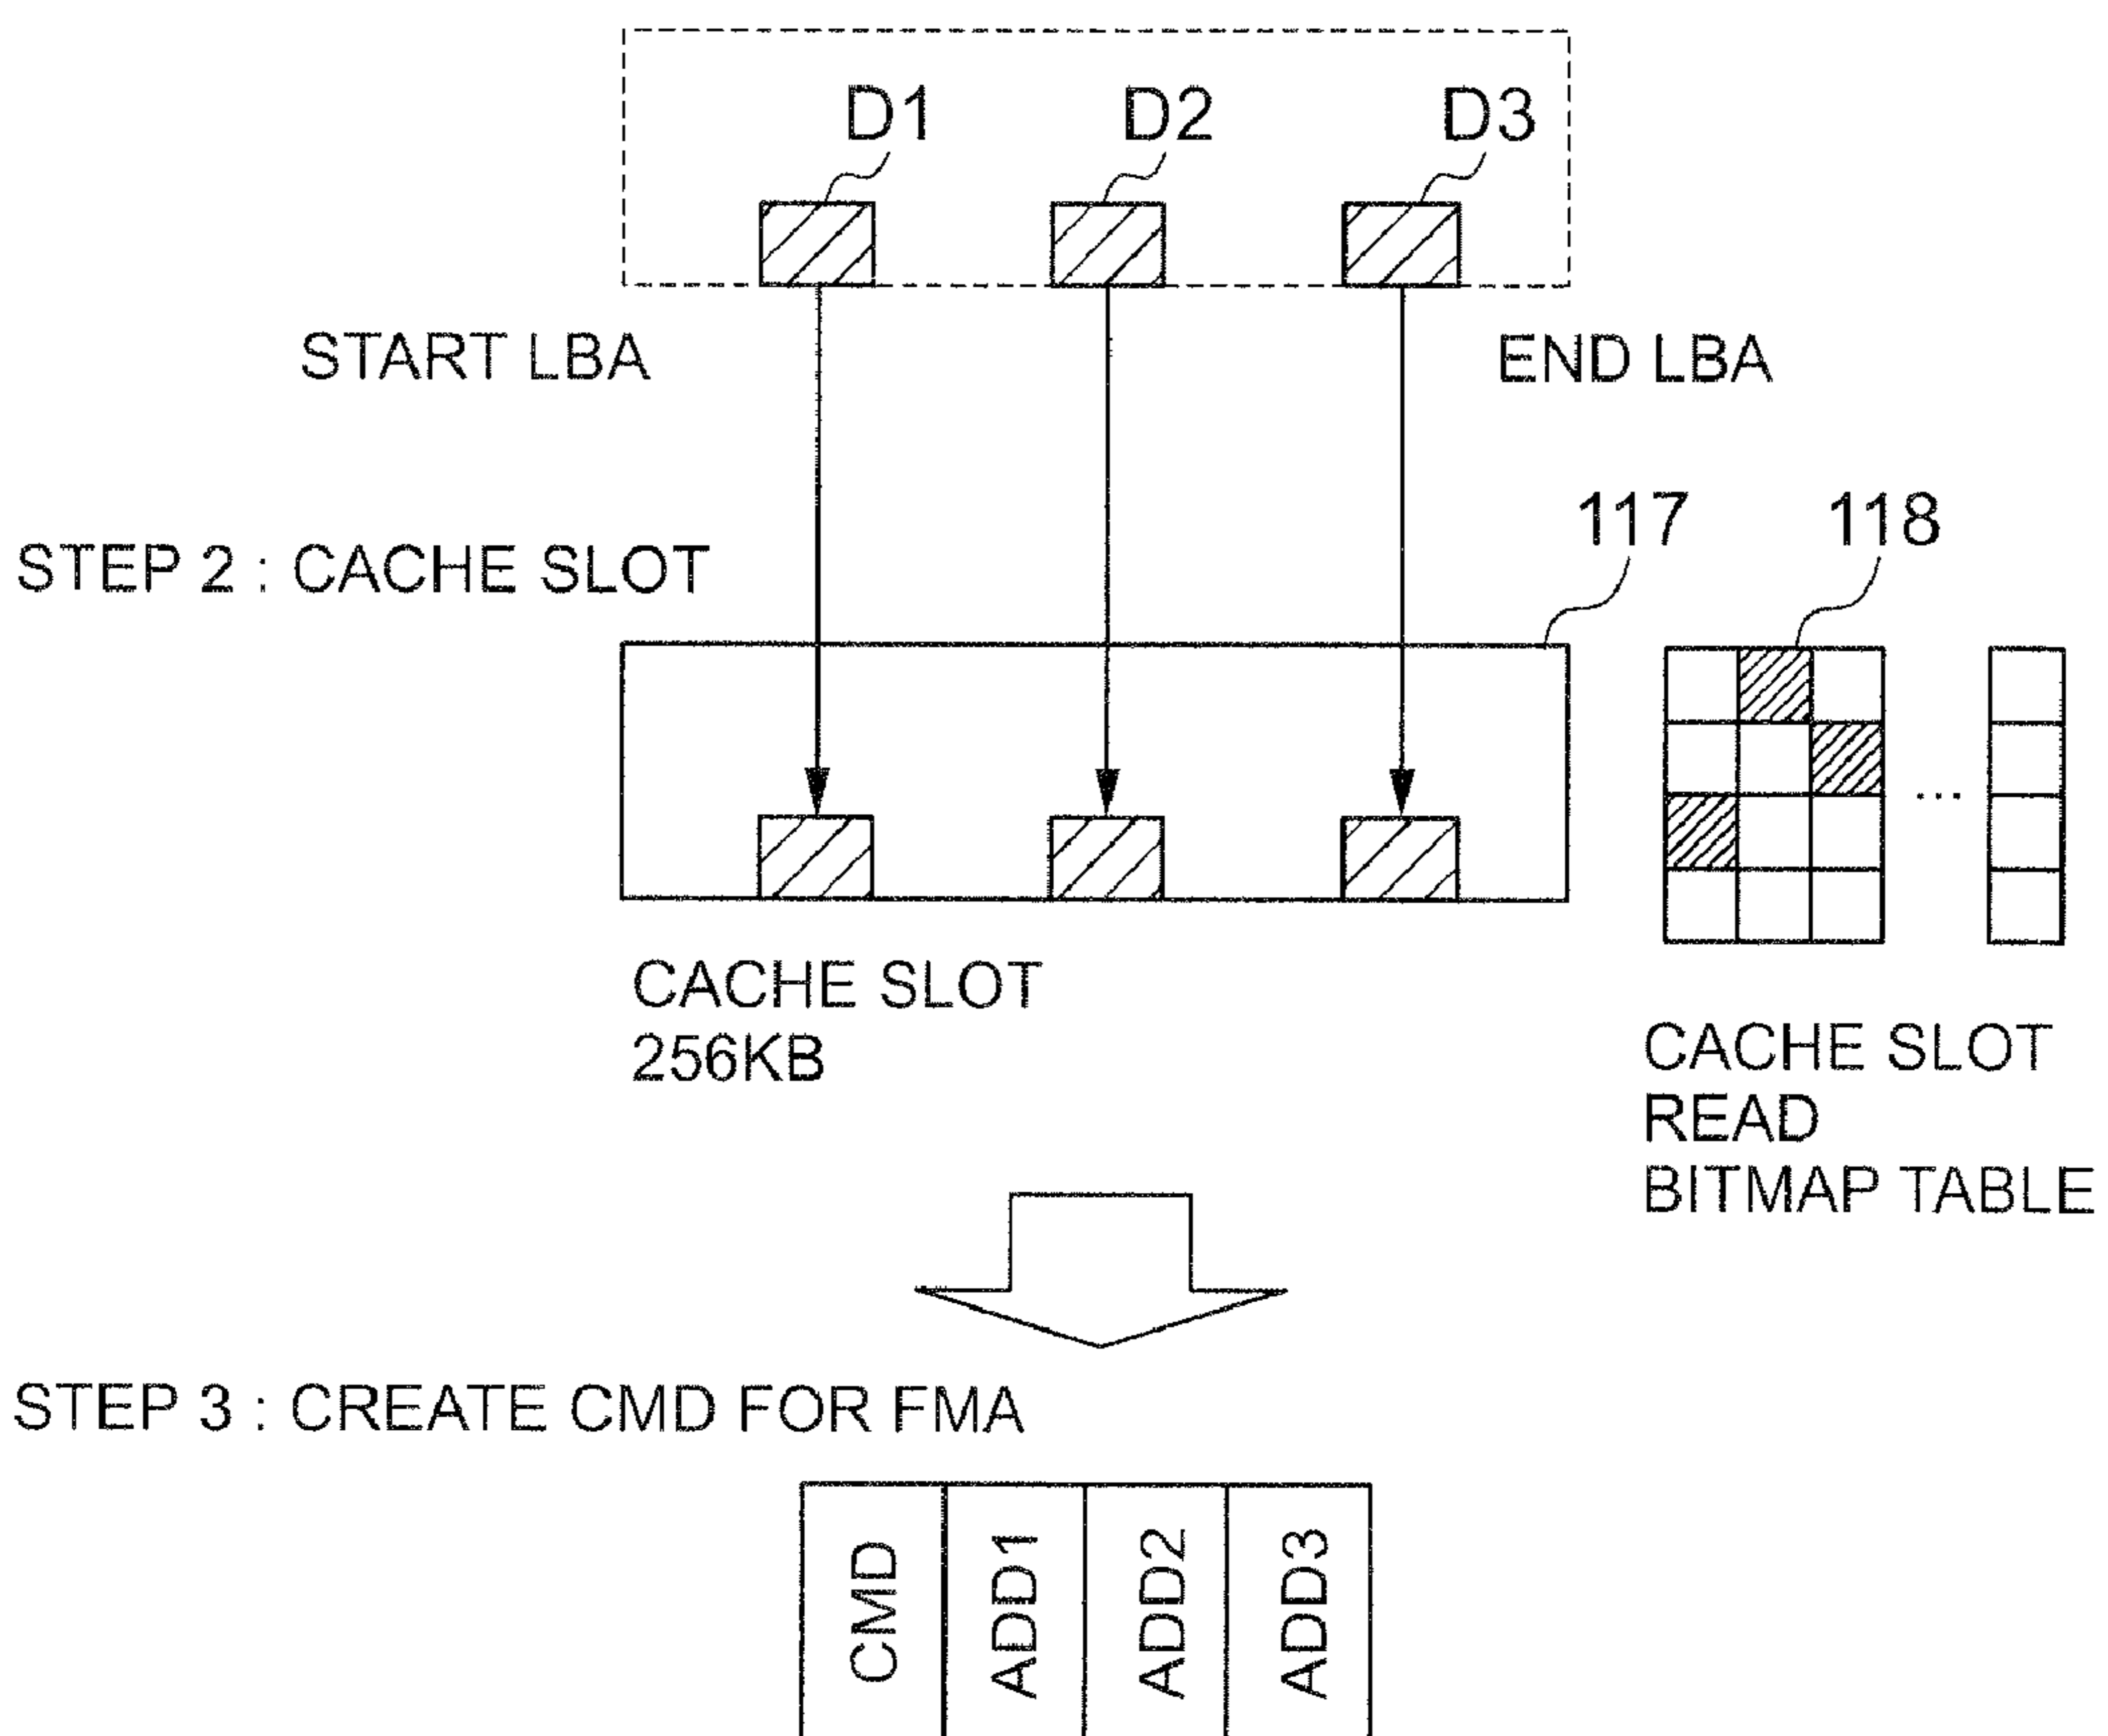 D1 D2 D3
START LBA
END LBA
117 118
STEP 2 : CACHE SLOT
...
CACHE SLOT
256KB
CACHE SLOT
READ
BITMAP TABLE
STEP 3 : CREATE CMD FOR FMA
CMD
ADD1
ADD2
ADD3